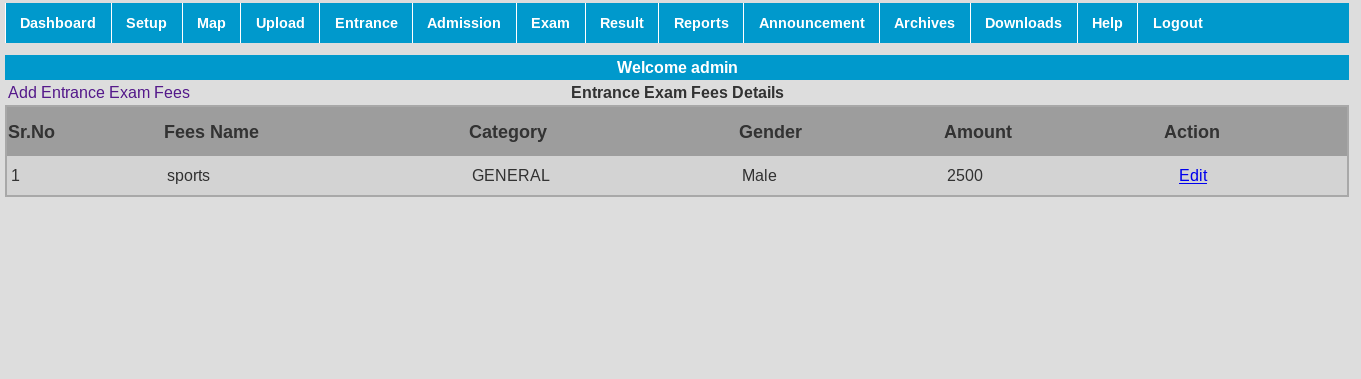 Dashboard Setup Map Upload Entrance Admission Exam Result Reports Announcement Archives Downloads Help Logout
Welcome admin
Add Entrance Exam Fees Entrance Exam Fees Details
Sr.No Fees Name Category Gender Amount Action
1 sports GENERAL Male 2500 Edit